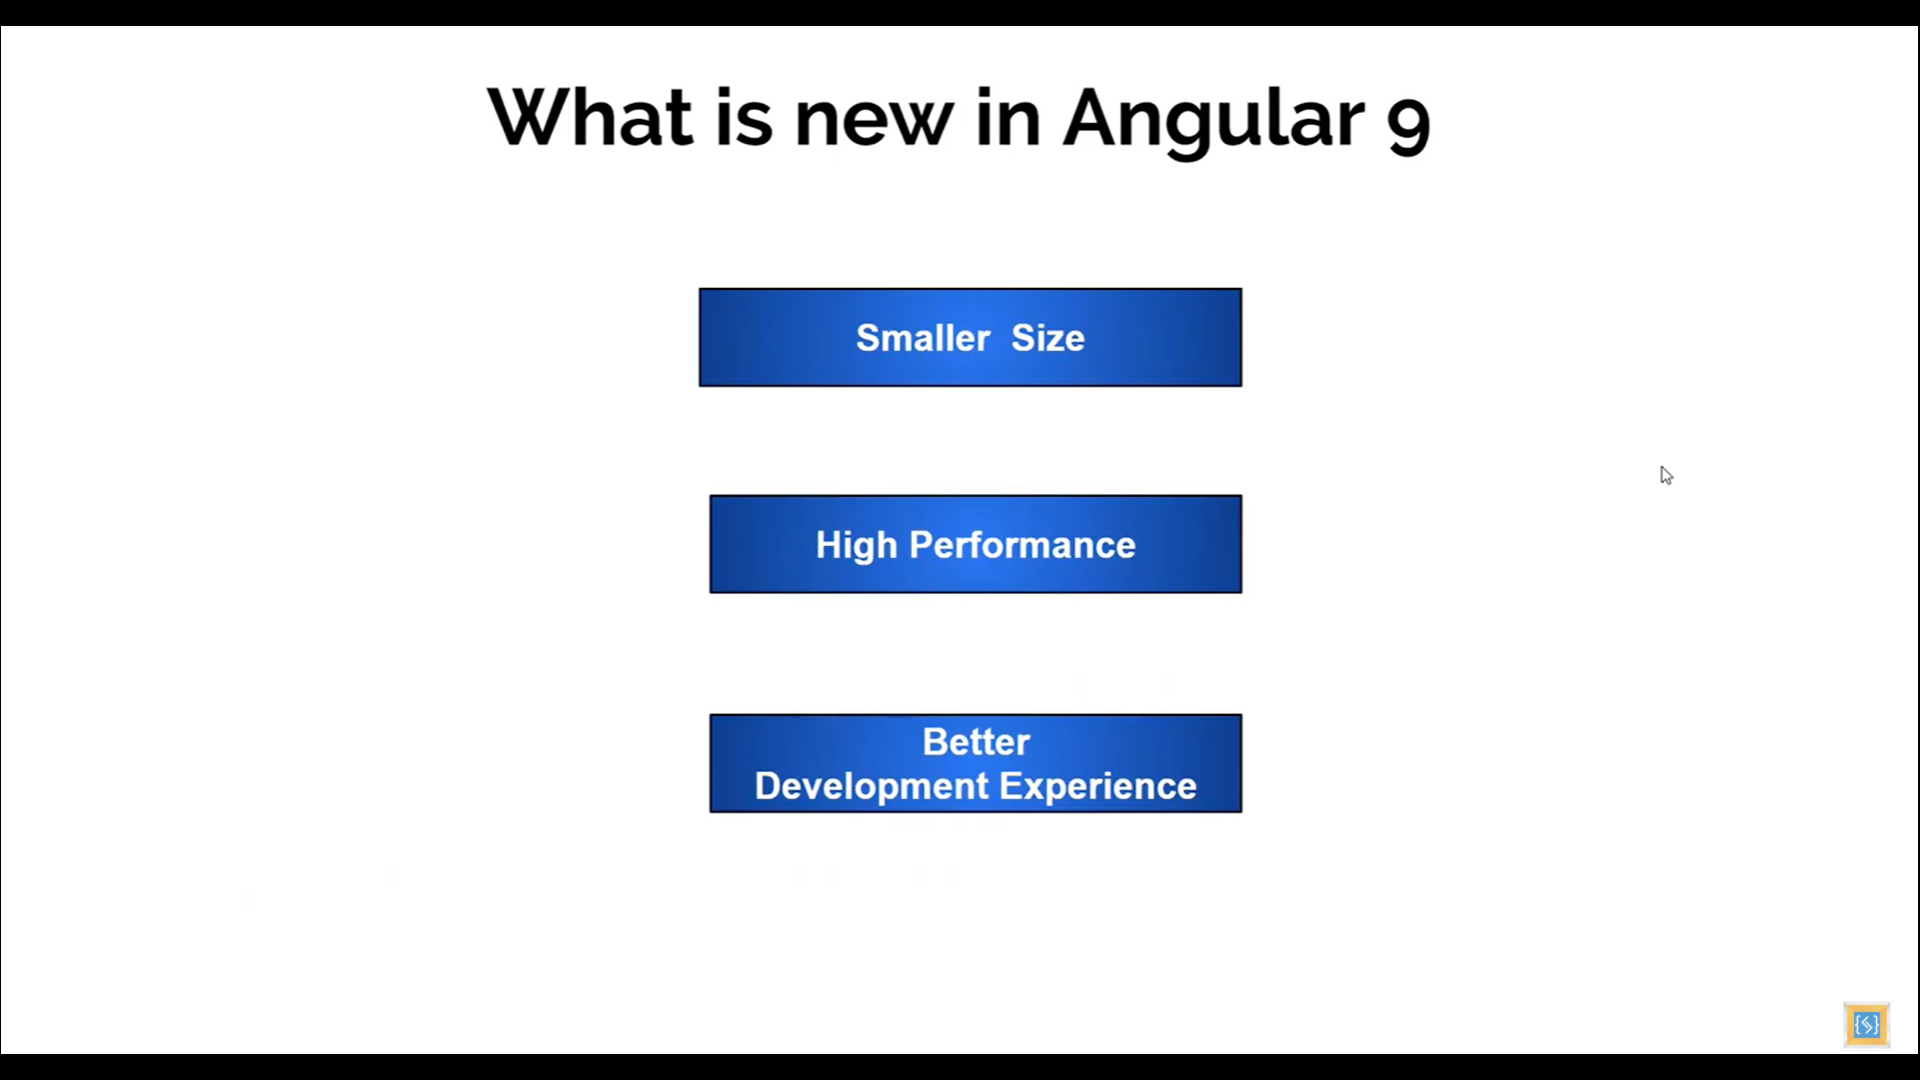 What is new in Angular 9
Smaller Size
High Performance
Better
Development Experience